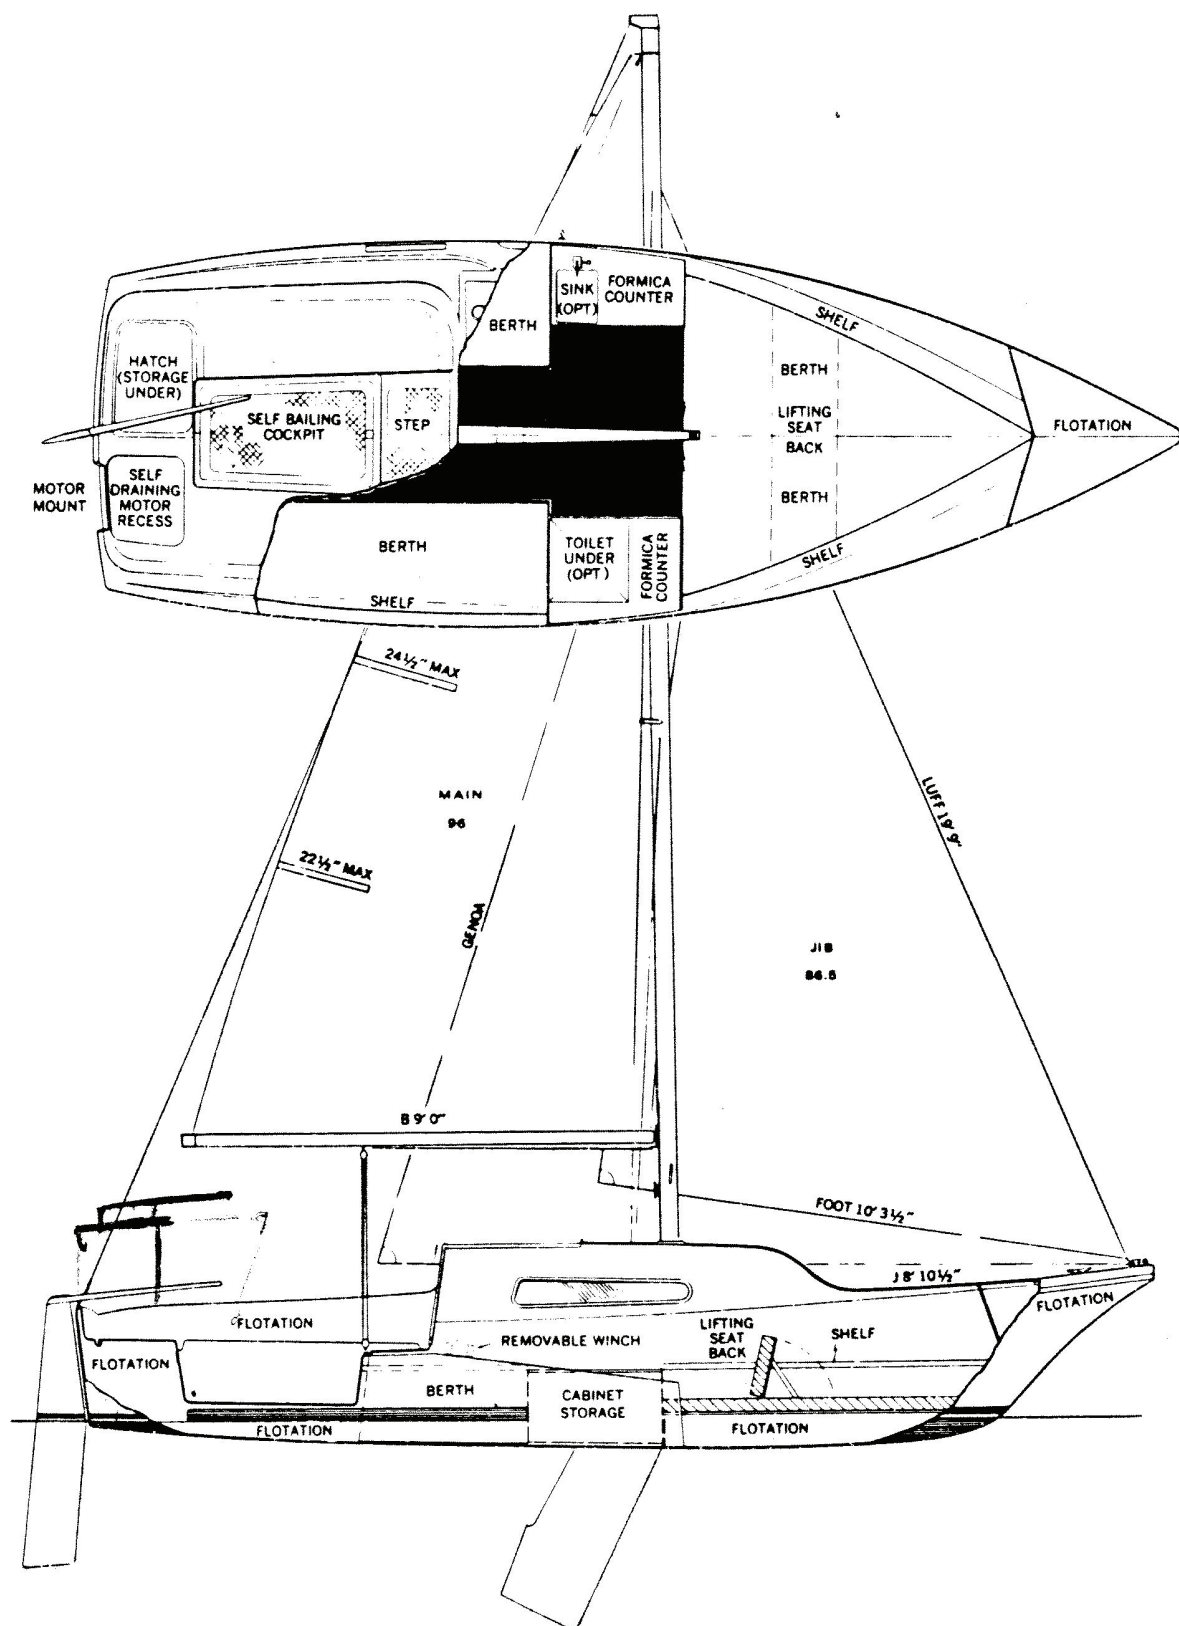 SINK
(OPT)
FORMICA
COUNTER
BERTH
SHELF
HATCH
(STORAGE
UNDER)
BERTH
SELF BAILING
COCKPIT
STEP
LIFTING
SEAT
BACK
FLOTATION
MOTOR
MOUNT
SELF
DRAINING
MOTOR
RECESS
BERTH
BERTH
TOILET
UNDER
(OPT)
FORMICA
COUNTER
SHELF
SHELF
24½" MAX
MAIN
96
LUFF 19' 9"
22½" MAX
GENOA
JIB
86.5
B 9' 0"
FOOT 10' 3½"
J 8' 10½"
FLOTATION
FLOTATION
REMOVABLE WINCH
LIFTING
SEAT
BACK
SHELF
FLOTATION
BERTH
CABINET
STORAGE
FLOTATION
FLOTATION